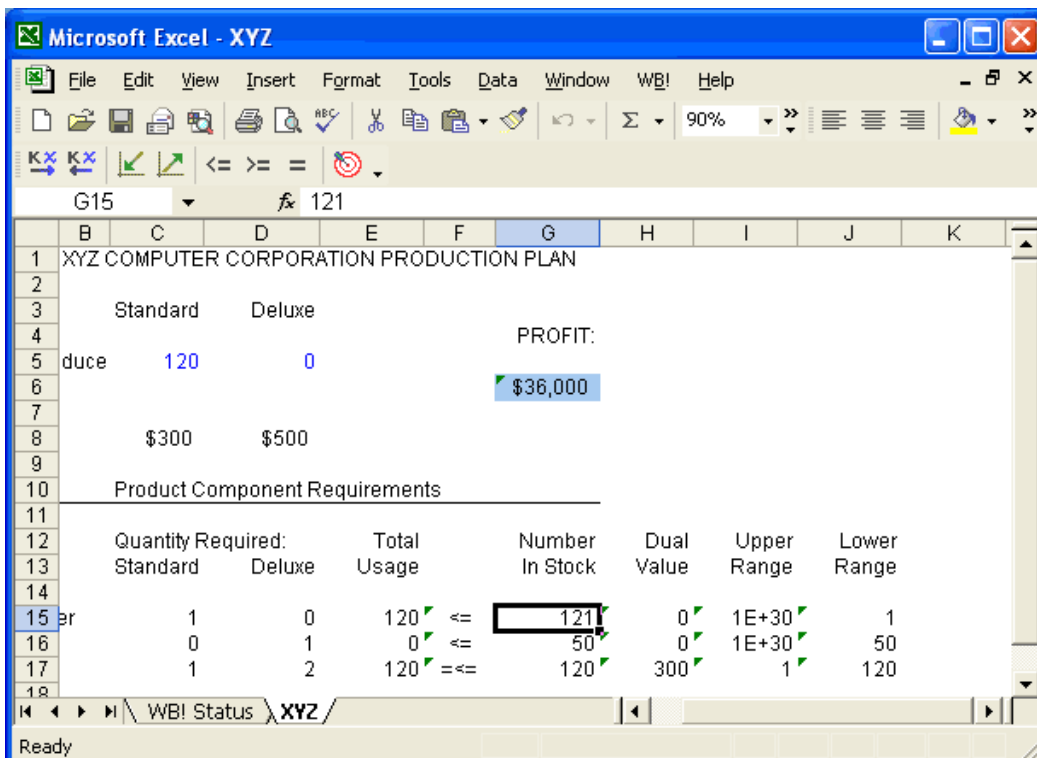 Microsoft Excel - XYZ
File Edit View Insert Format Tools Data Window WB! Help
ABC Σ 90%
<= >= =
G15 fx 121
B C D E F G H I J K
1 XYZ COMPUTER CORPORATION PRODUCTION PLAN
2
3 Standard Deluxe
4 PROFIT:
5 duce 120 0
6 $36,000
7
8 $300 $500
9
10 Product Component Requirements
11
12 Quantity Required: Total Number Dual Upper Lower
13 Standard Deluxe Usage In Stock Value Range Range
14
15 er 1 0 120 <= 121 0 1E+30 1
16 0 1 0 <= 50 0 1E+30 50
17 1 2 120 =<= 120 300 1 120
18
WB! Status XYZ
Ready